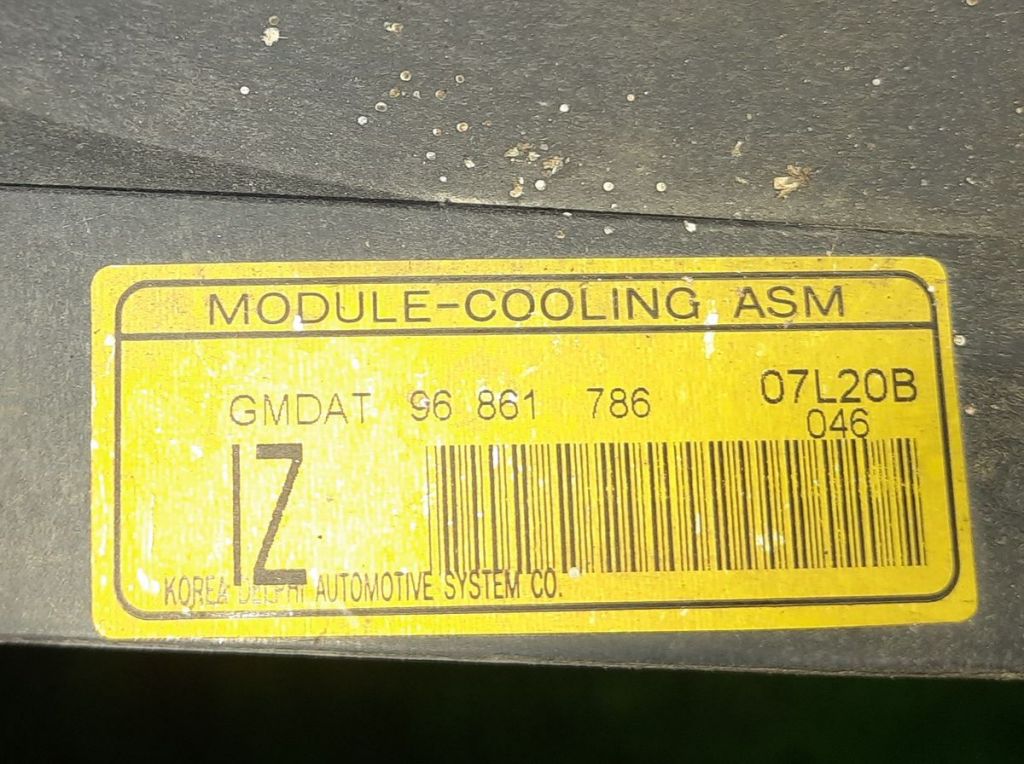 MODULE-COOLING ASM
GMDAT 96 861 786 07L20B
046
IZ
KOREA DELPHI AUTOMOTIVE SYSTEM CO.